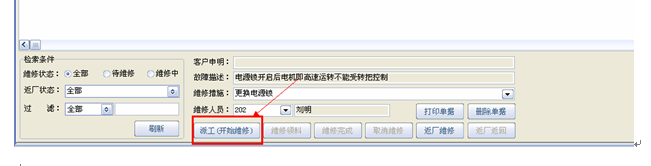 检索条件
维修状态： 全部 待维修 维修中
返厂状态： 全部
过 滤： 全部
刷新
客户申明：
故障描述： 电源锁开启后电机即高速运转不能受转把控制
维修措施： 更换电源锁
维修人员： 202 刘明
打印单据 删除单据
派工(开始维修) 维修领料 维修完成 取消维修 返厂维修 返厂返回